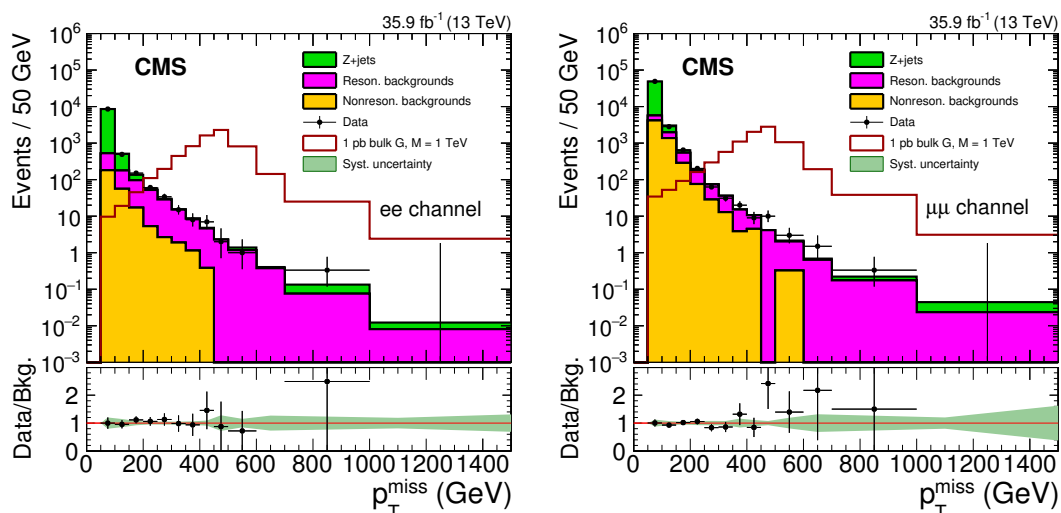 35.9 fb⁻¹ (13 TeV)
Events / 50 GeV
10⁶
10⁵
10⁴
10³
10²
10
1
10⁻¹
10⁻²
10⁻³
CMS
Z+jets
Reson. backgrounds
Nonreson. backgrounds
Data
1 pb bulk G, M = 1 TeV
Syst. uncertainty
ee channel
Data/Bkg.
2
1
0
0 200 400 600 800 1000 1200 1400
p_T^miss (GeV)
35.9 fb⁻¹ (13 TeV)
Events / 50 GeV
10⁶
10⁵
10⁴
10³
10²
10
1
10⁻¹
10⁻²
10⁻³
CMS
Z+jets
Reson. backgrounds
Nonreson. backgrounds
Data
1 pb bulk G, M = 1 TeV
Syst. uncertainty
μμ channel
Data/Bkg.
2
1
0
0 200 400 600 800 1000 1200 1400
p_T^miss (GeV)